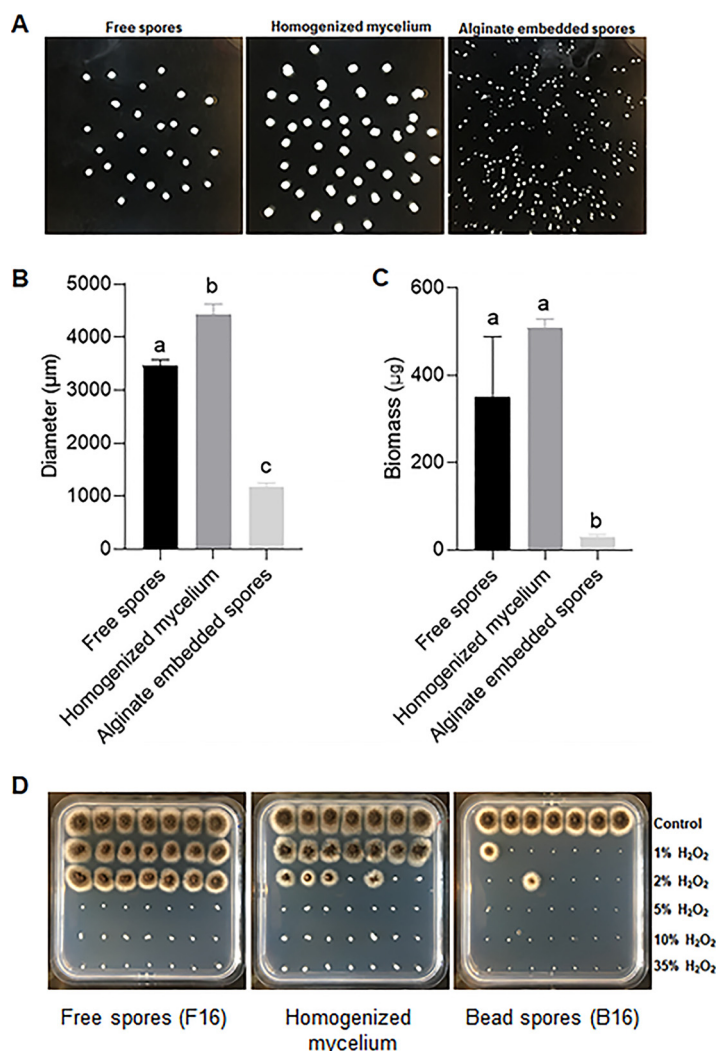 A
Free spores
Homogenized mycelium
Alginate embedded spores
B
Diameter (µm)
5000
4000
3000
2000
1000
0
a
b
c
Free spores
Homogenized mycelium
Alginate embedded spores
C
Biomass (µg)
600
400
200
0
a
a
b
Free spores
Homogenized mycelium
Alginate embedded spores
D
Control
1% H₂O₂
2% H₂O₂
5% H₂O₂
10% H₂O₂
35% H₂O₂
Free spores (F16)
Homogenized
mycelium
Bead spores (B16)